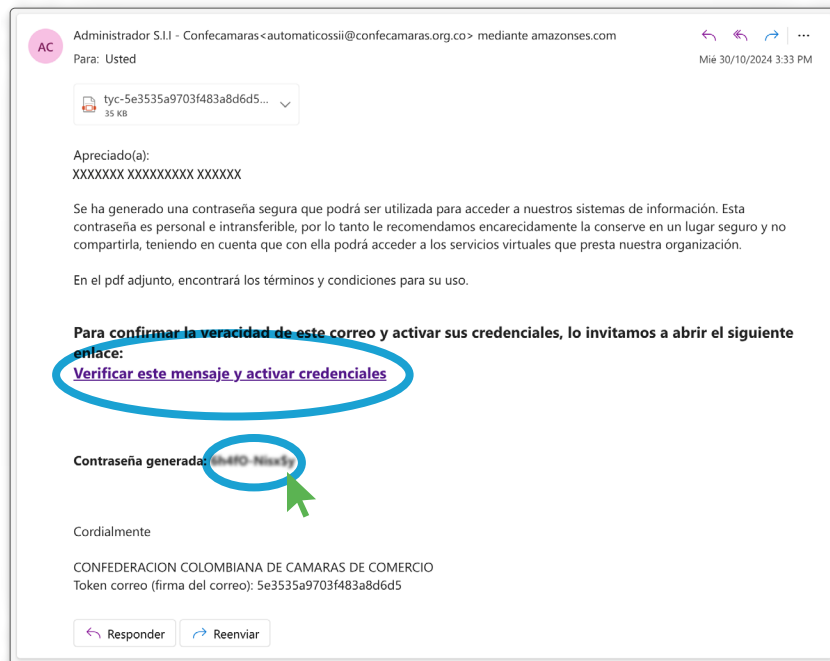 AC
Administrador S.I.I - Confecamaras<automaticossii@confecamaras.org.co> mediante amazonses.com
Para: Usted
Mié 30/10/2024 3:33 PM
tyc-5e3535a9703f483a8d6d5...
35 KB
Apreciado(a):
XXXXXXX XXXXXXXXX XXXXXX
Se ha generado una contraseña segura que podrá ser utilizada para acceder a nuestros sistemas de información. Esta
contraseña es personal e intransferible, por lo tanto le recomendamos encarecidamente la conserve en un lugar seguro y no
compartirla, teniendo en cuenta que con ella podrá acceder a los servicios virtuales que presta nuestra organización.
En el pdf adjunto, encontrará los términos y condiciones para su uso.
Para confirmar la veracidad de este correo y activar sus credenciales, lo invitamos a abrir el siguiente
enlace:
Verificar este mensaje y activar credenciales
Contraseña generada:
Cordialmente
CONFEDERACION COLOMBIANA DE CAMARAS DE COMERCIO
Token correo (firma del correo): 5e3535a9703f483a8d6d5
Responder
Reenviar